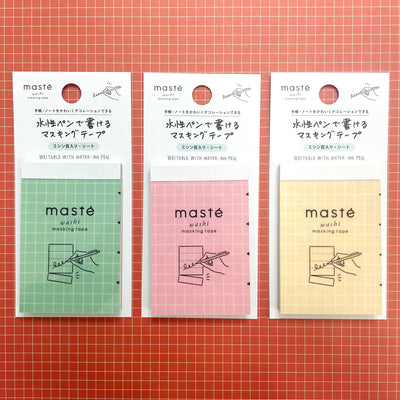 masté
washi
masking tape
手帳・ノートをかわいくデコレーションできる
水性ペンで書ける
マスキングテープ
ミシン目入り・シート
WRITABLE WITH WATER-INK PEN
masté
washi
masking tape
masté
washi
masking tape
手帳・ノートをかわいくデコレーションできる
水性ペンで書ける
マスキングテープ
ミシン目入り・シート
WRITABLE WITH WATER-INK PEN
masté
washi
masking tape
masté
washi
masking tape
手帳・ノートをかわいくデコレーションできる
水性ペンで書ける
マスキングテープ
ミシン目入り・シート
WRITABLE WITH WATER-INK PEN
masté
washi
masking tape